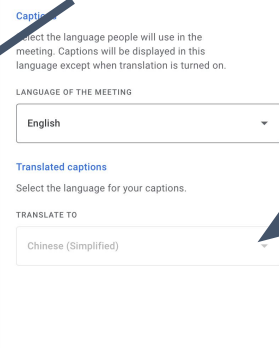 Select the language people will use in the
meeting. Captions will be displayed in this
language except when translation is turned on.
LANGUAGE OF THE MEETING
English
Translated captions
Select the language for your captions.
TRANSLATE TO
Chinese (Simplified)